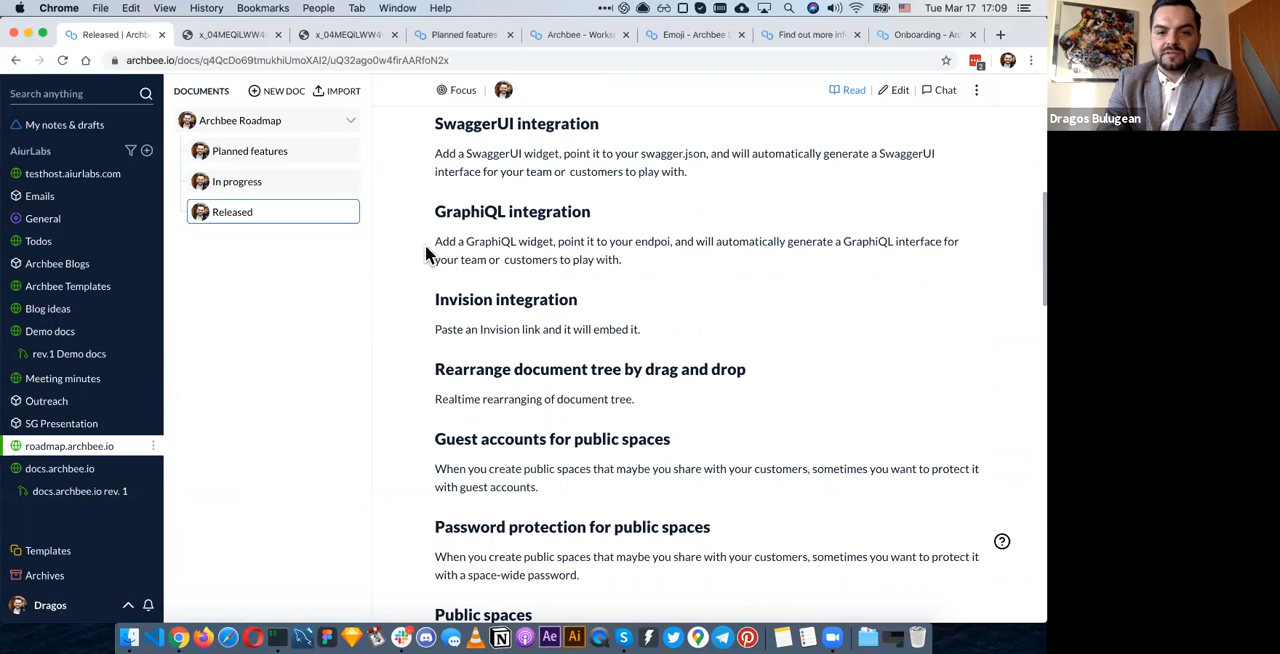 Chrome File Edit View History Bookmarks People Tab Window Help
Tue Mar 17 17:09
Released | Archb
x_04MEQiLWW4
x_04MEQiLWW4
Planned features
Archbee - Works
Emoji - Archbee
Find out more inf
Onboarding - Arc
archbee.io/docs/q4QcDo69tmukhiUmoXAI2/uQ32ago0w4firAARfoN2x
2
Dragos Bulugean
Search anything
My notes & drafts
AiurLabs
testhost.aiurlabs.com
Emails
General
Todos
Archbee Blogs
Archbee Templates
Blog ideas
Demo docs
rev.1 Demo docs
Meeting minutes
Outreach
SG Presentation
roadmap.archbee.io
docs.archbee.io
docs.archbee.io rev. 1
Templates
Archives
Dragos
DOCUMENTS
NEW DOC
IMPORT
Archbee Roadmap
Planned features
In progress
Released
Focus
Read
Edit
Chat
SwaggerUI integration
Add a SwaggerUI widget, point it to your swagger.json, and will automatically generate a SwaggerUI
interface for your team or customers to play with.
GraphiQL integration
Add a GraphiQL widget, point it to your endpoi, and will automatically generate a GraphiQL interface for
your team or customers to play with.
Invision integration
Paste an Invision link and it will embed it.
Rearrange document tree by drag and drop
Realtime rearranging of document tree.
Guest accounts for public spaces
When you create public spaces that maybe you share with your customers, sometimes you want to protect it
with guest accounts.
Password protection for public spaces
When you create public spaces that maybe you share with your customers, sometimes you want to protect it
with a space-wide password.
Public spaces
Ae
Ai